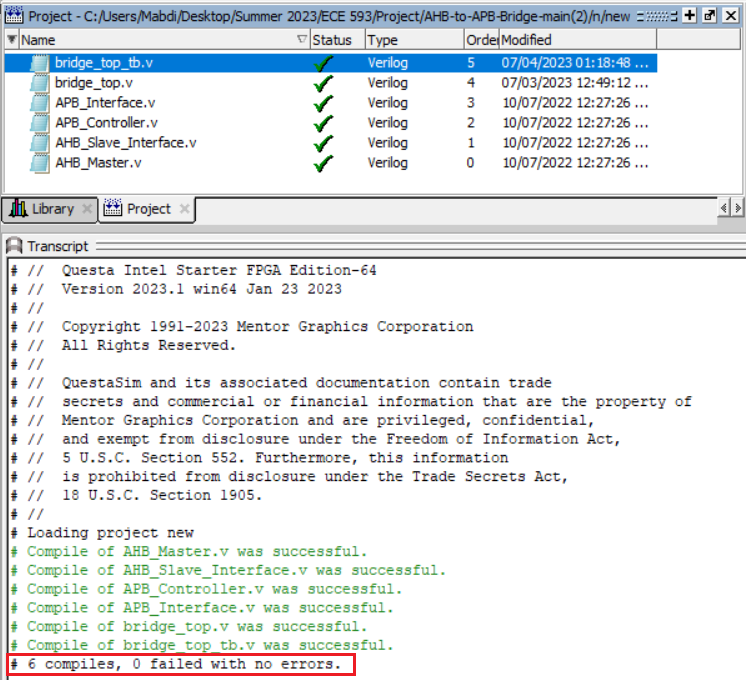 Project - C:/Users/Mabdi/Desktop/Summer 2023/ECE 593/Project/AHB-to-APB-Bridge-main(2)/n/new
Name Status Type Order Modified
bridge_top_tb.v Verilog 5 07/04/2023 01:18:48 ...
bridge_top.v Verilog 4 07/03/2023 12:49:12 ...
APB_Interface.v Verilog 3 10/07/2022 12:27:26 ...
APB_Controller.v Verilog 2 10/07/2022 12:27:26 ...
AHB_Slave_Interface.v Verilog 1 10/07/2022 12:27:26 ...
AHB_Master.v Verilog 0 10/07/2022 12:27:26 ...
Library Project
Transcript
# // Questa Intel Starter FPGA Edition-64
# // Version 2023.1 win64 Jan 23 2023
# //
# // Copyright 1991-2023 Mentor Graphics Corporation
# // All Rights Reserved.
# //
# // QuestaSim and its associated documentation contain trade
# // secrets and commercial or financial information that are the property of
# // Mentor Graphics Corporation and are privileged, confidential,
# // and exempt from disclosure under the Freedom of Information Act,
# // 5 U.S.C. Section 552. Furthermore, this information
# // is prohibited from disclosure under the Trade Secrets Act,
# // 18 U.S.C. Section 1905.
# //
# Loading project new
# Compile of AHB_Master.v was successful.
# Compile of AHB_Slave_Interface.v was successful.
# Compile of APB_Controller.v was successful.
# Compile of APB_Interface.v was successful.
# Compile of bridge_top.v was successful.
# Compile of bridge_top_tb.v was successful.
# 6 compiles, 0 failed with no errors.